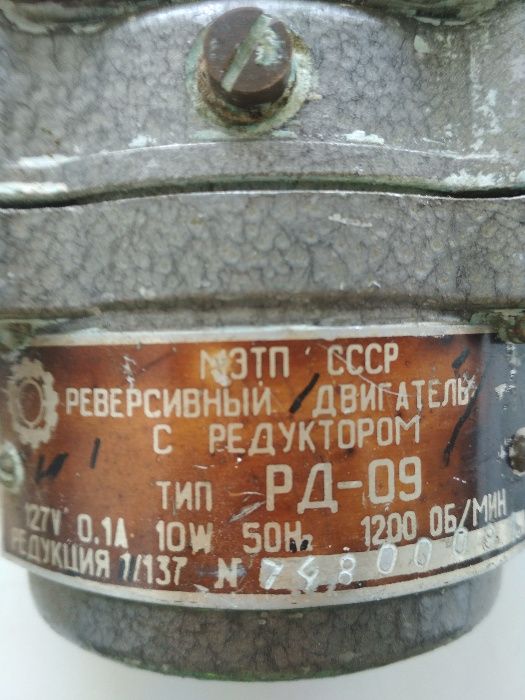 МЭТП СССР
РЕВЕРСИВНЫЙ ДВИГАТЕЛЬ
С РЕДУКТОРОМ
ТИП РД-09
127V 0.1A 10W 50Hz 1200 ОБ/МИН
РЕДУКЦИЯ 1/137 N